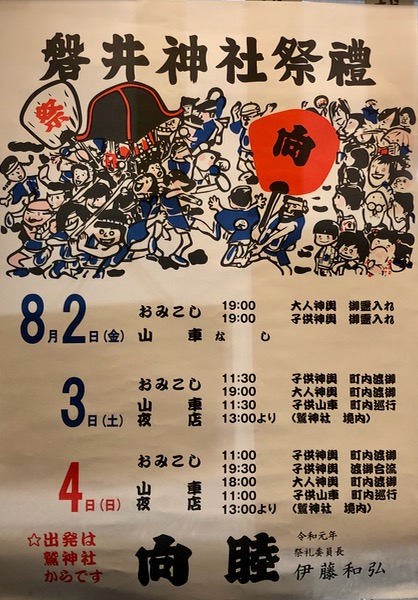 磐井神社祭禮
祭
向
8月2日(金)
おみこし 19:00 大人神輿 御霊入れ
19:00 子供神輿 御霊入れ
山車 なし
3日(土)
おみこし 11:30 子供神輿 町内渡御
19:00 大人神輿 町内渡御
山車 11:30 子供山車 町内巡行
夜店 13:00より (鷲神社 境内)
4日(日)
おみこし 11:00 子供神輿 町内渡御
19:30 子供神輿 渡御合流
18:00 大人神輿 町内渡御
山車 11:00 子供山車 町内巡行
夜店 13:00より (鷲神社 境内)
☆出発は
鷲神社
からです
向睦
令和元年
祭礼委員長
伊藤和弘